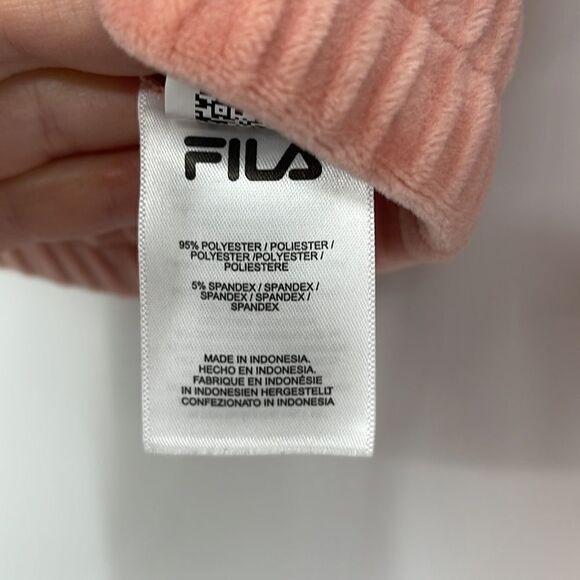 FILA
95% POLYESTER / POLIESTER /
POLYESTER /POLYESTER /
POLIESTERE
5% SPANDEX / SPANDEX /
SPANDEX / SPANDEX /
SPANDEX
MADE IN INDONESIA.
HECHO EN INDONESIA.
FABRIQUE EN INDONÉSIE
IN INDONESIEN HERGESTELLT
CONFEZIONATO IN INDONESIA